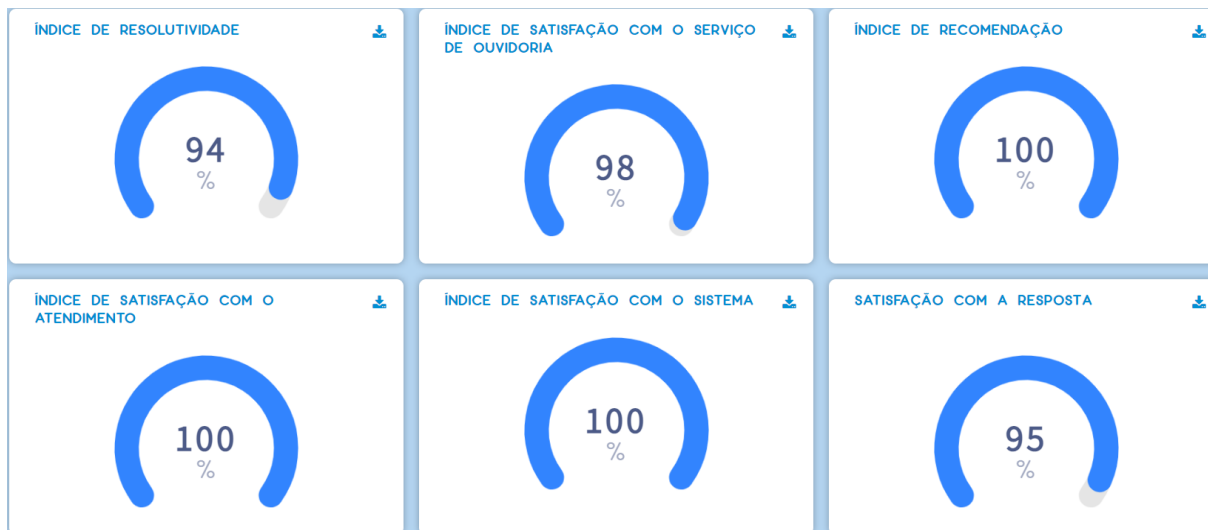 ÍNDICE DE RESOLUTIVIDADE
94
%
ÍNDICE DE SATISFAÇÃO COM O SERVIÇO
DE OUVIDORIA
98
%
ÍNDICE DE RECOMENDAÇÃO
100
%
ÍNDICE DE SATISFAÇÃO COM O
ATENDIMENTO
100
%
ÍNDICE DE SATISFAÇÃO COM O SISTEMA
100
%
SATISFAÇÃO COM A RESPOSTA
95
%